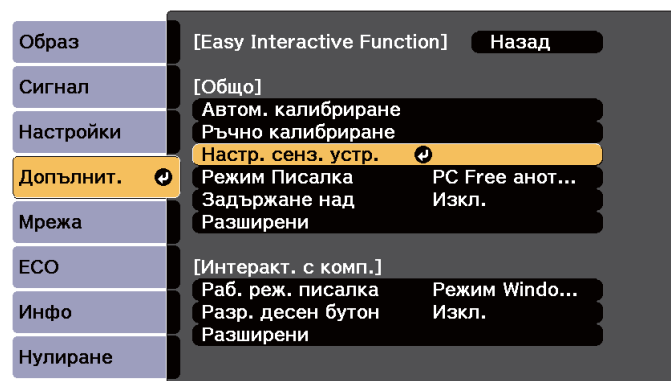 Образ
Сигнал
Настройки
Допълнит.
Мрежа
ECO
Инфо
Нулиране
[Easy Interactive Function] Назад
[Общо]
Автом. калибриране
Ръчно калибриране
Настр. сенз. устр.
Режим Писалка PC Free анот...
Задържане над Изкл.
Разширени
[Интеракт. с комп.]
Раб. реж. писалка Режим Windo...
Разр. десен бутон Изкл.
Разширени